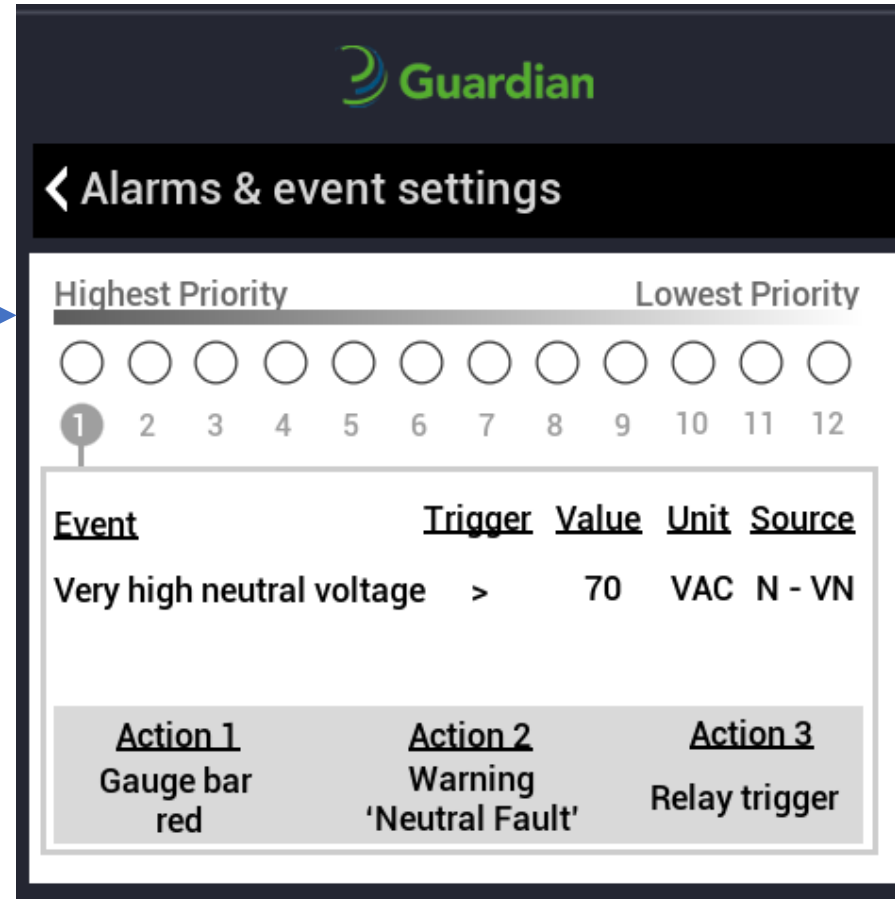 Guardian
Alarms & event settings
Highest Priority Lowest Priority
1 2 3 4 5 6 7 8 9 10 11 12
Event Trigger Value Unit Source
Very high neutral voltage > 70 VAC N - VN
Action 1 Action 2 Action 3
Gauge bar Warning Relay trigger
red 'Neutral Fault'